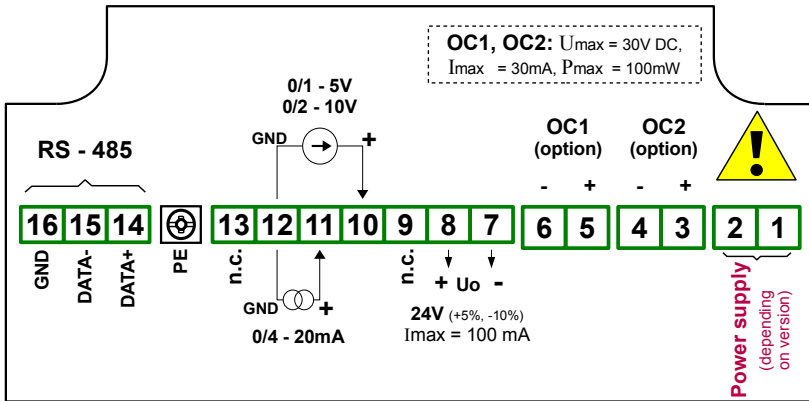 OC1, OC2: Umax = 30V DC,
Imax = 30mA, Pmax = 100mW
0/1 - 5V
0/2 - 10V
GND
+
RS - 485
OC1
(option)
- +
OC2
(option)
- +
16 15 14
13 12 11 10 9 8 7
6 5
4 3
2 1
GND
DATA-
DATA+
PE
n.c.
GND
+
0/4 - 20mA
n.c.
+ Uo -
24V (+5%, -10%)
Imax = 100 mA
Power supply
(depending
on version)